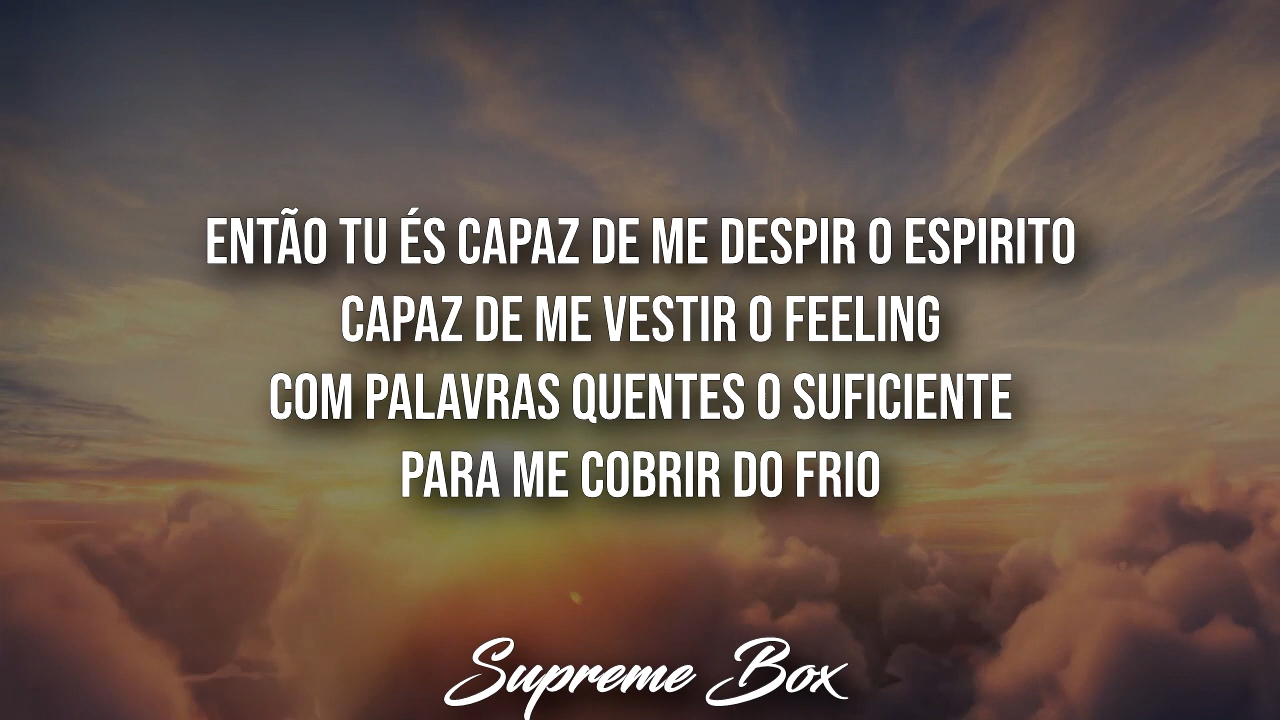 ENTÃO TU ÉS CAPAZ DE ME DESPIR O ESPIRITO
CAPAZ DE ME VESTIR O FEELING
COM PALAVRAS QUENTES O SUFICIENTE
PARA ME COBRIR DO FRIO
Supreme Box